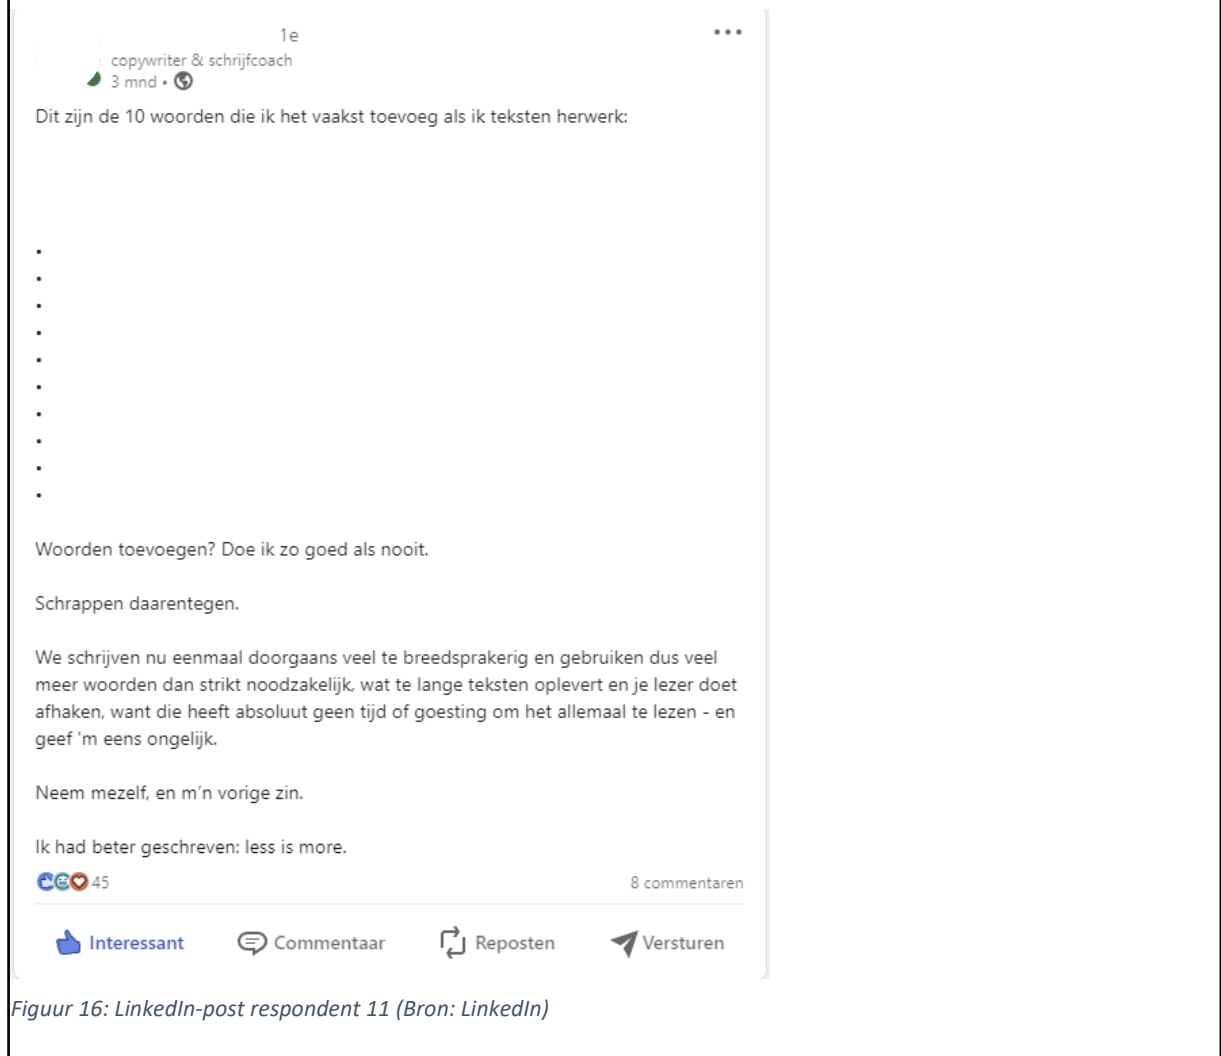 1e
copywriter & schrijfcoach
3 mnd •
Dit zijn de 10 woorden die ik het vaakst toevoeg als ik teksten herwerk:
•
•
•
•
•
•
•
•
•
•
Woorden toevoegen? Doe ik zo goed als nooit.
Schrappen daarentegen.
We schrijven nu eenmaal doorgaans veel te breedsprakerig en gebruiken dus veel
meer woorden dan strikt noodzakelijk, wat te lange teksten oplevert en je lezer doet
afhaken, want die heeft absoluut geen tijd of goesting om het allemaal te lezen - en
geef 'm eens ongelijk.
Neem mezelf, en m'n vorige zin.
Ik had beter geschreven: less is more.
45 8 commentaren
Interessant Commentaar Reposten Versturen
Figuur 16: LinkedIn-post respondent 11 (Bron: LinkedIn)